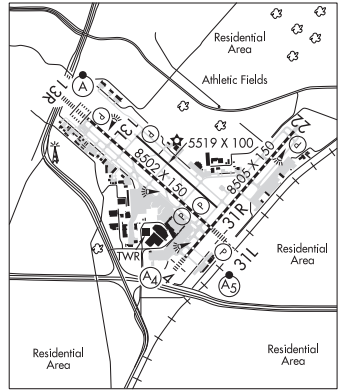 Residential
Area
A
Athletic Fields
13R
P
13L
P
22
5519 X 100
P
8502 X 150
8505 X 150
P
P
31R
P
31L
Residential
Area
TWR
A4
4
A5
Residential
Area
Residential
Area